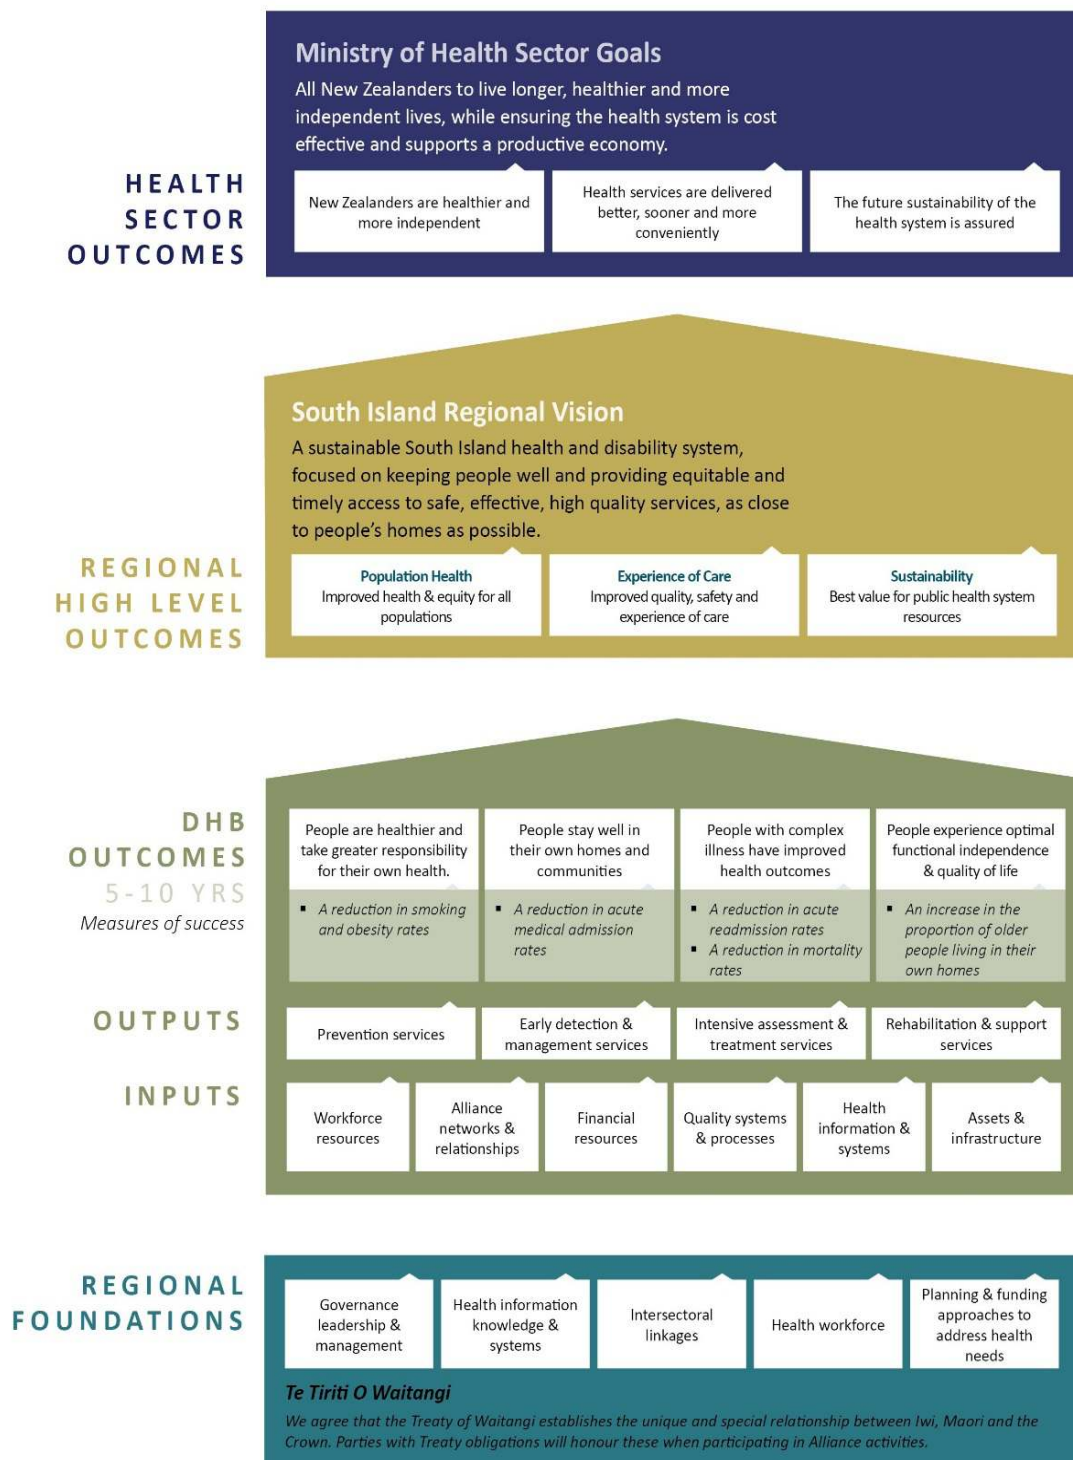 Ministry of Health Sector Goals
All New Zealanders to live longer, healthier and more
independent lives, while ensuring the health system is cost
effective and supports a productive economy.
HEALTH
SECTOR
OUTCOMES
New Zealanders are healthier and
more independent
Health services are delivered
better, sooner and more
conveniently
The future sustainability of the
health system is assured
South Island Regional Vision
A sustainable South Island health and disability system,
focused on keeping people well and providing equitable and
timely access to safe, effective, high quality services, as close
to people's homes as possible.
REGIONAL
HIGH LEVEL
OUTCOMES
Population Health
Improved health & equity for all
populations
Experience of Care
Improved quality, safety and
experience of care
Sustainability
Best value for public health system
resources
DHB
OUTCOMES
5-10 YRS
Measures of success
People are healthier and
take greater responsibility
for their own health.
People stay well in
their own homes and
communities
People with complex
illness have improved
health outcomes
People experience optimal
functional independence
& quality of life
▪ A reduction in smoking
and obesity rates
▪ A reduction in acute
medical admission
rates
▪ A reduction in acute
readmission rates
▪ A reduction in mortality
rates
▪ An increase in the
proportion of older
people living in their
own homes
OUTPUTS
Prevention services
Early detection &
management services
Intensive assessment &
treatment services
Rehabilitation & support
services
INPUTS
Workforce
resources
Alliance
networks &
relationships
Financial
resources
Quality systems
& processes
Health
information &
systems
Assets &
infrastructure
REGIONAL
FOUNDATIONS
Governance
leadership &
management
Health information
knowledge &
systems
Intersectoral
linkages
Health workforce
Planning & funding
approaches to
address health
needs
Te Tiriti O Waitangi
We agree that the Treaty of Waitangi establishes the unique and special relationship between Iwi, Maori and the
Crown. Parties with Treaty obligations will honour these when participating in Alliance activities.